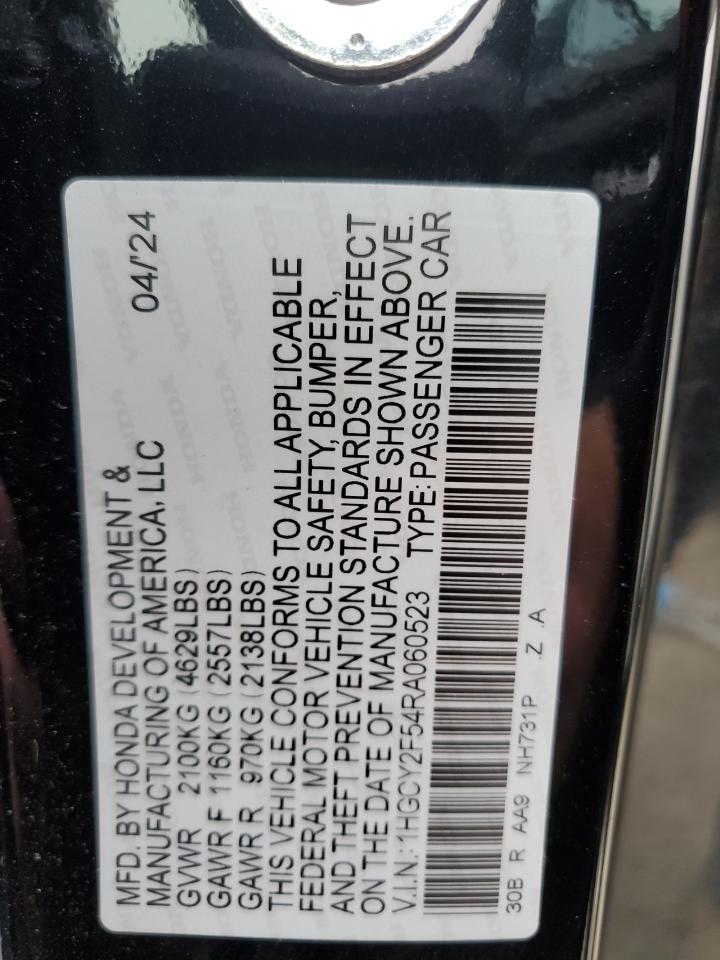 MFD. BY HONDA DEVELOPMENT &
MANUFACTURING OF AMERICA, LLC 04/'24
GVWR 2100KG (4629LBS)
GAWR F 1160KG (2557LBS)
GAWR R 970KG (2138LBS)
THIS VEHICLE CONFORMS TO ALL APPLICABLE
FEDERAL MOTOR VEHICLE SAFETY, BUMPER,
AND THEFT PREVENTION STANDARDS IN EFFECT
ON THE DATE OF MANUFACTURE SHOWN ABOVE.
V.I.N.: 1HGCY2F54RA060523 TYPE: PASSENGER CAR
30B R AA9 NH731P .Z .A